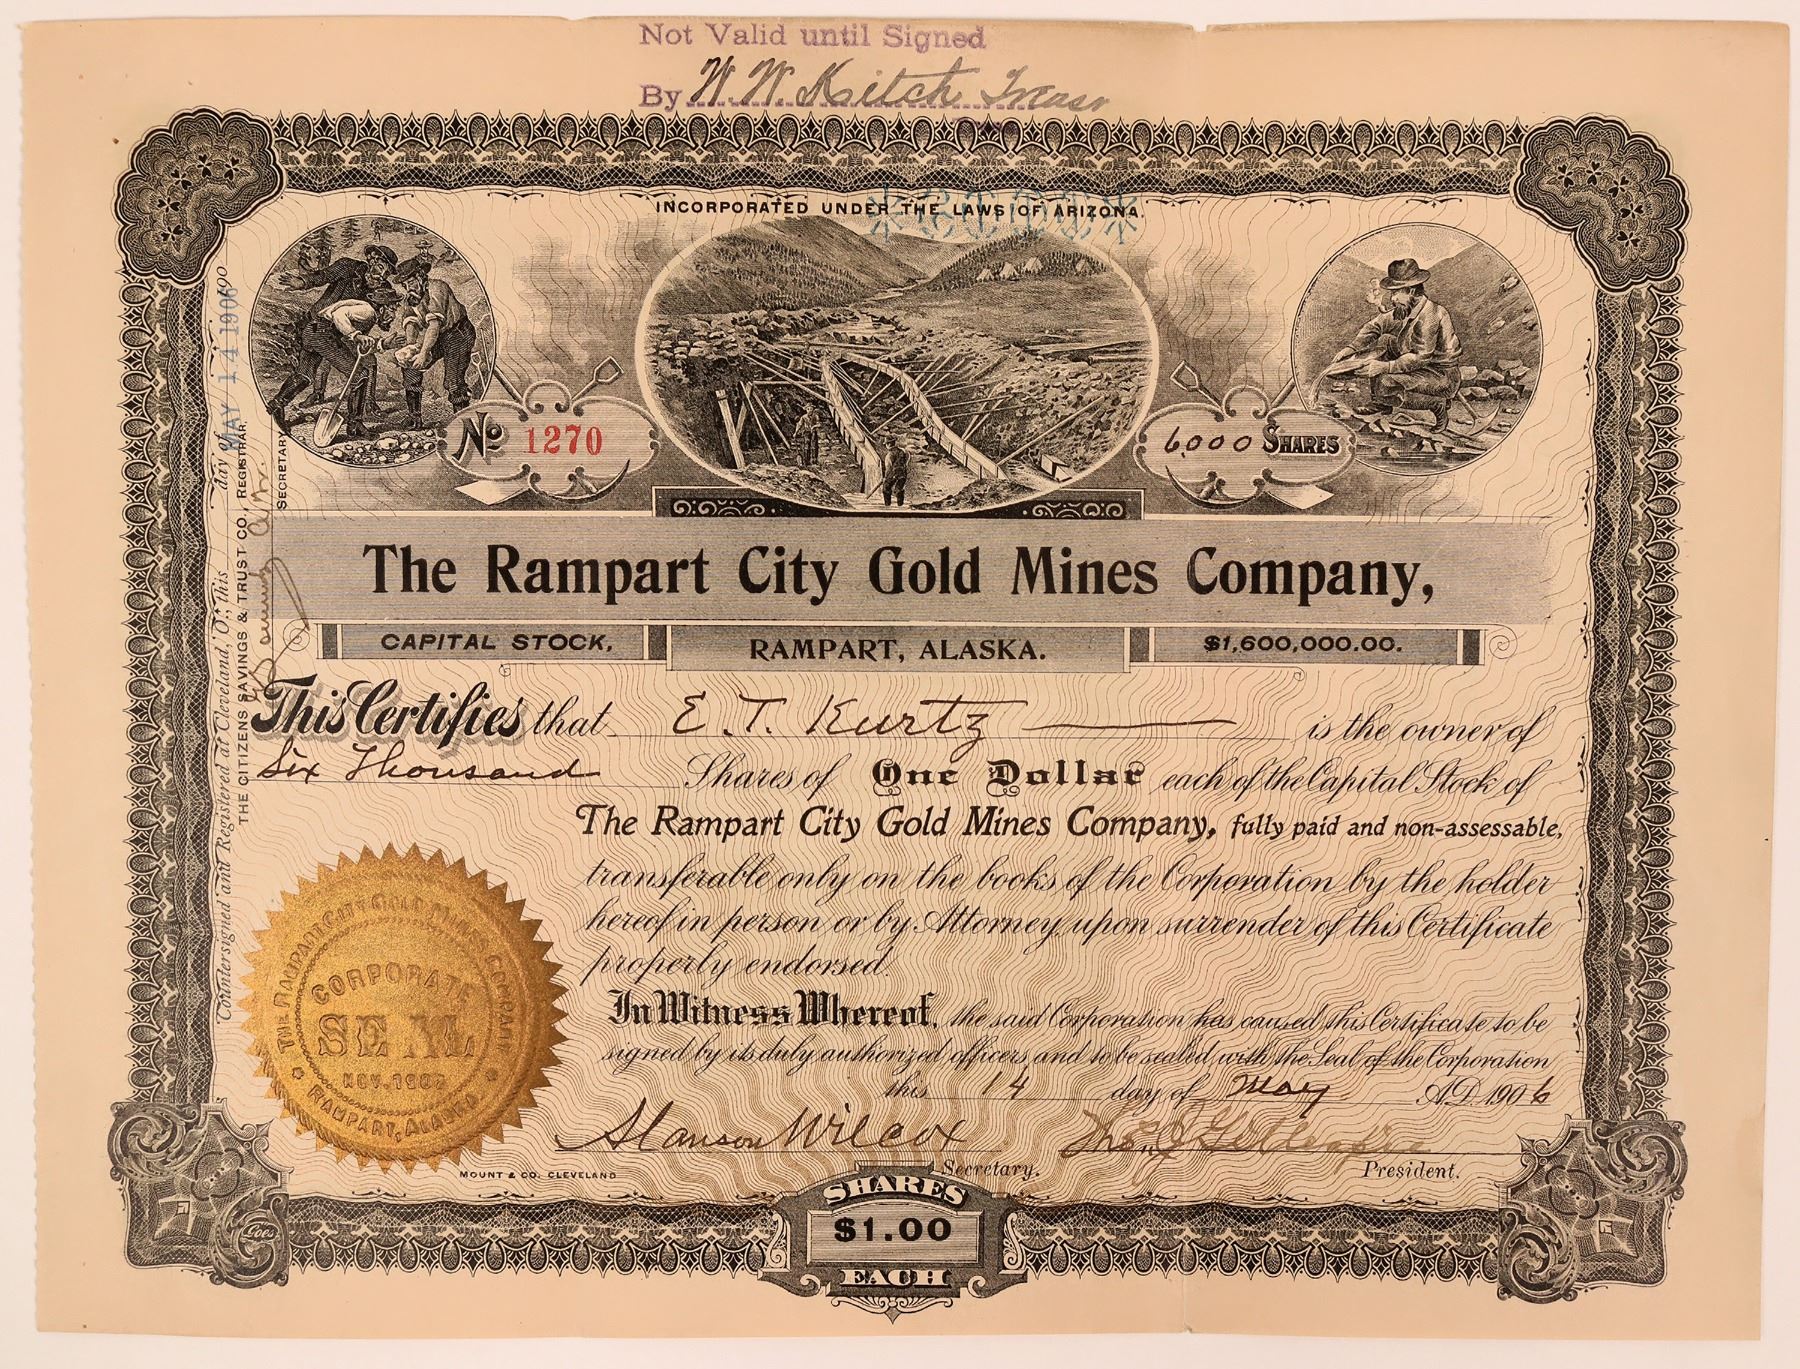 Not Valid until Signed
By W. W. Kitch Treasr
INCORPORATED UNDER THE LAWS OF ARIZONA.
*6000*
No 1270
6,000 SHARES
The Rampart City Gold Mines Company,
CAPITAL STOCK,
RAMPART, ALASKA.
$1,600,000.00.
This Certifies that E. T. Kurtz is the owner of
Six Thousand Shares of One Dollar each of the Capital Stock of
The Rampart City Gold Mines Company, fully paid and non-assessable,
transferable only on the books of the Corporation by the holder
hereof in person or by Attorney, upon surrender of this Certificate
properly endorsed.
In Witness Whereof, the said Corporation has caused this Certificate to be
signed by its duly authorized officers and to be sealed with the Seal of the Corporation
this 14 day of May A.D. 1906
Alanson Wilcox
Secretary.
President.
MOUNT & CO. CLEVELAND
SHARES
$1.00
EACH
Goes
THE RAMPART CITY GOLD MINES COMPANY
CORPORATE
SEAL
NOV. 1902
RAMPART, ALASKA
Countersigned and Registered at Cleveland, O., this day of MAY 14 1906 190
THE CITIZENS SAVINGS & TRUST CO., REGISTRAR,
SECRETARY